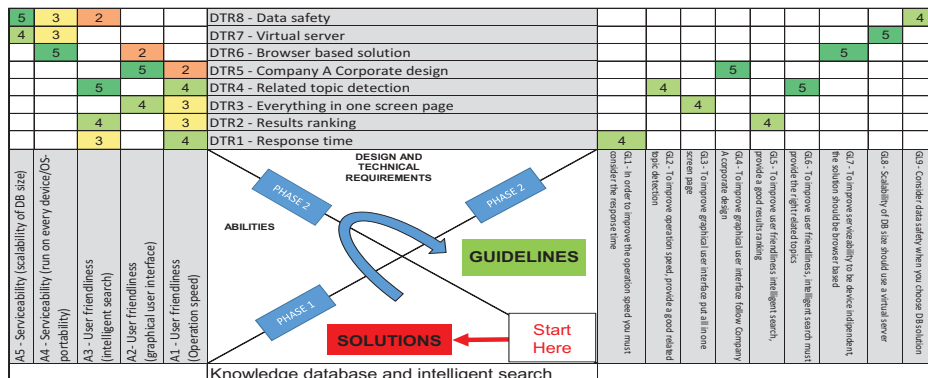 5 3 2 DTR8 - Data safety 4
4 3 DTR7 - Virtual server 5
5 2 DTR6 - Browser based solution 5
5 2 DTR5 - Company A Corporate design 5
5 4 DTR4 - Related topic detection 4 5
4 3 DTR3 - Everything in one screen page 4
4 3 DTR2 - Results ranking 4
3 4 DTR1 - Response time 4
A5 - Serviceability (scalability of DB size)
A4 - Serviceability (run on every device/OS-
portability)
A3 - User friendliness
(intelligent search)
A2- User friendliness
(graphical user interface)
A1 - User friendliness
(Operation speed)
DESIGN AND
TECHNICAL
REQUIREMENTS
PHASE 2
PHASE 2
ABILITIES
GUIDELINES
PHASE 1
SOLUTIONS
Start
Here
Knowledge database and intelligent search
GL1 - In order to improve the operation speed you must
consider the response time
GL2 - To improve operation speed, provide a good related
topic detection
GL3 - To improve graphical user interface put all in one
screen page
GL4 - To improve graphical user interface follow Company
A corporate design
GL5 - To improve user friendliness intelligent search,
provide a good results ranking
GL6 - To improve user friendliness, intelligent search must
provide the right related topics
GL7 - To improve serviceability to be device indipendent,
the solution should be browser based
GL8 - Scalability of DB size should use a virtual server
GL9 - Consider data safety when you choose DB solution